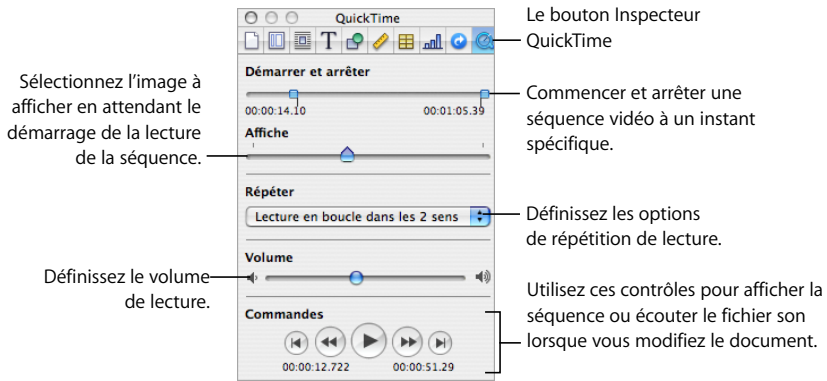 QuickTime
Le bouton Inspecteur
QuickTime
T
Démarrer et arrêter
00:00:14.10
00:01:05.39
Sélectionnez l'image à
afficher en attendant le
démarrage de la lecture
de la séquence.
Commencer et arrêter une
séquence vidéo à un instant
spécifique.
Affiche
Répéter
Lecture en boucle dans les 2 sens
Définissez les options
de répétition de lecture.
Volume
Définissez le volume
de lecture.
Commandes
00:00:12.722
00:00:51.29
Utilisez ces contrôles pour afficher la
séquence ou écouter le fichier son
lorsque vous modifiez le document.